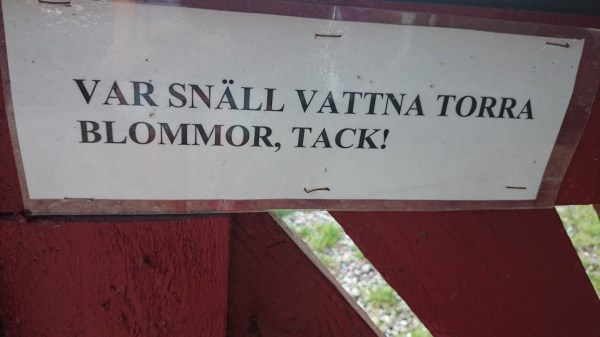 VAR SNÄLL VATTNA TORRA
BLOMMOR, TACK!